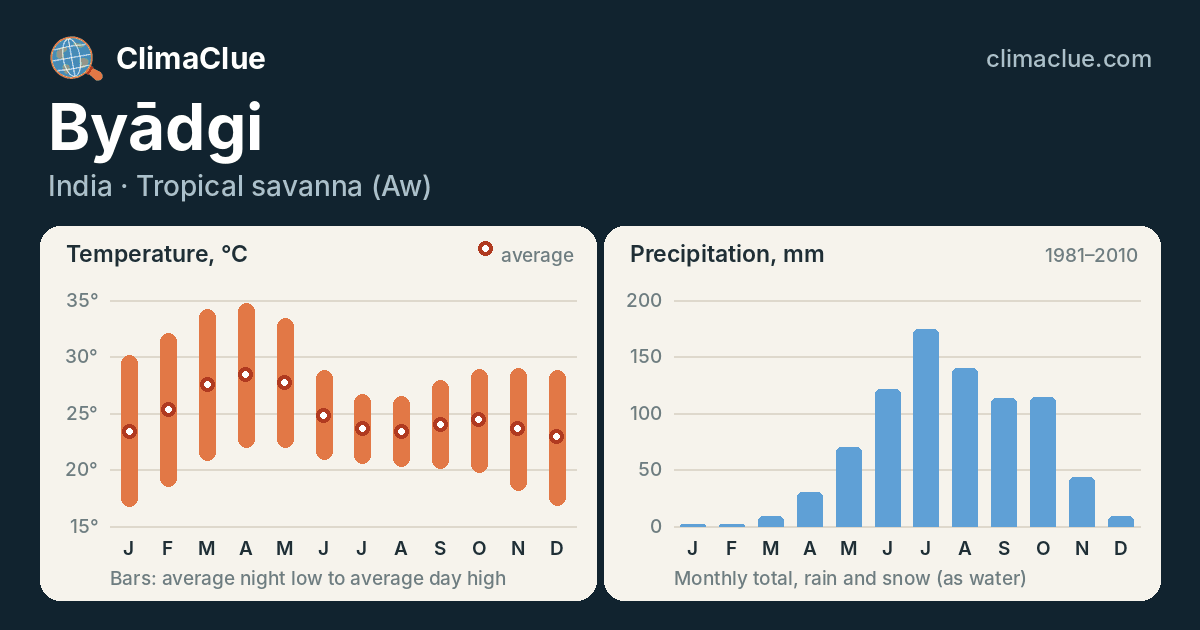 ClimaClue
climaclue.com
Byādgi
India · Tropical savanna (Aw)
Temperature, °C
average
35°
30°
25°
20°
15°
J F M A M J J A S O N D
Bars: average night low to average day high
Precipitation, mm
1981–2010
200
150
100
50
0
J F M A M J J A S O N D
Monthly total, rain and snow (as water)